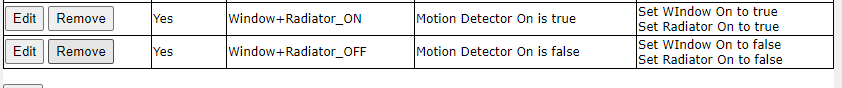 Edit Remove Yes Window+Radiator_ON Motion Detector On is true Set WIndow On to true
Set Radiator On to true
Edit Remove Yes Window+Radiator_OFF Motion Detector On is false Set WIndow On to false
Set Radiator On to false